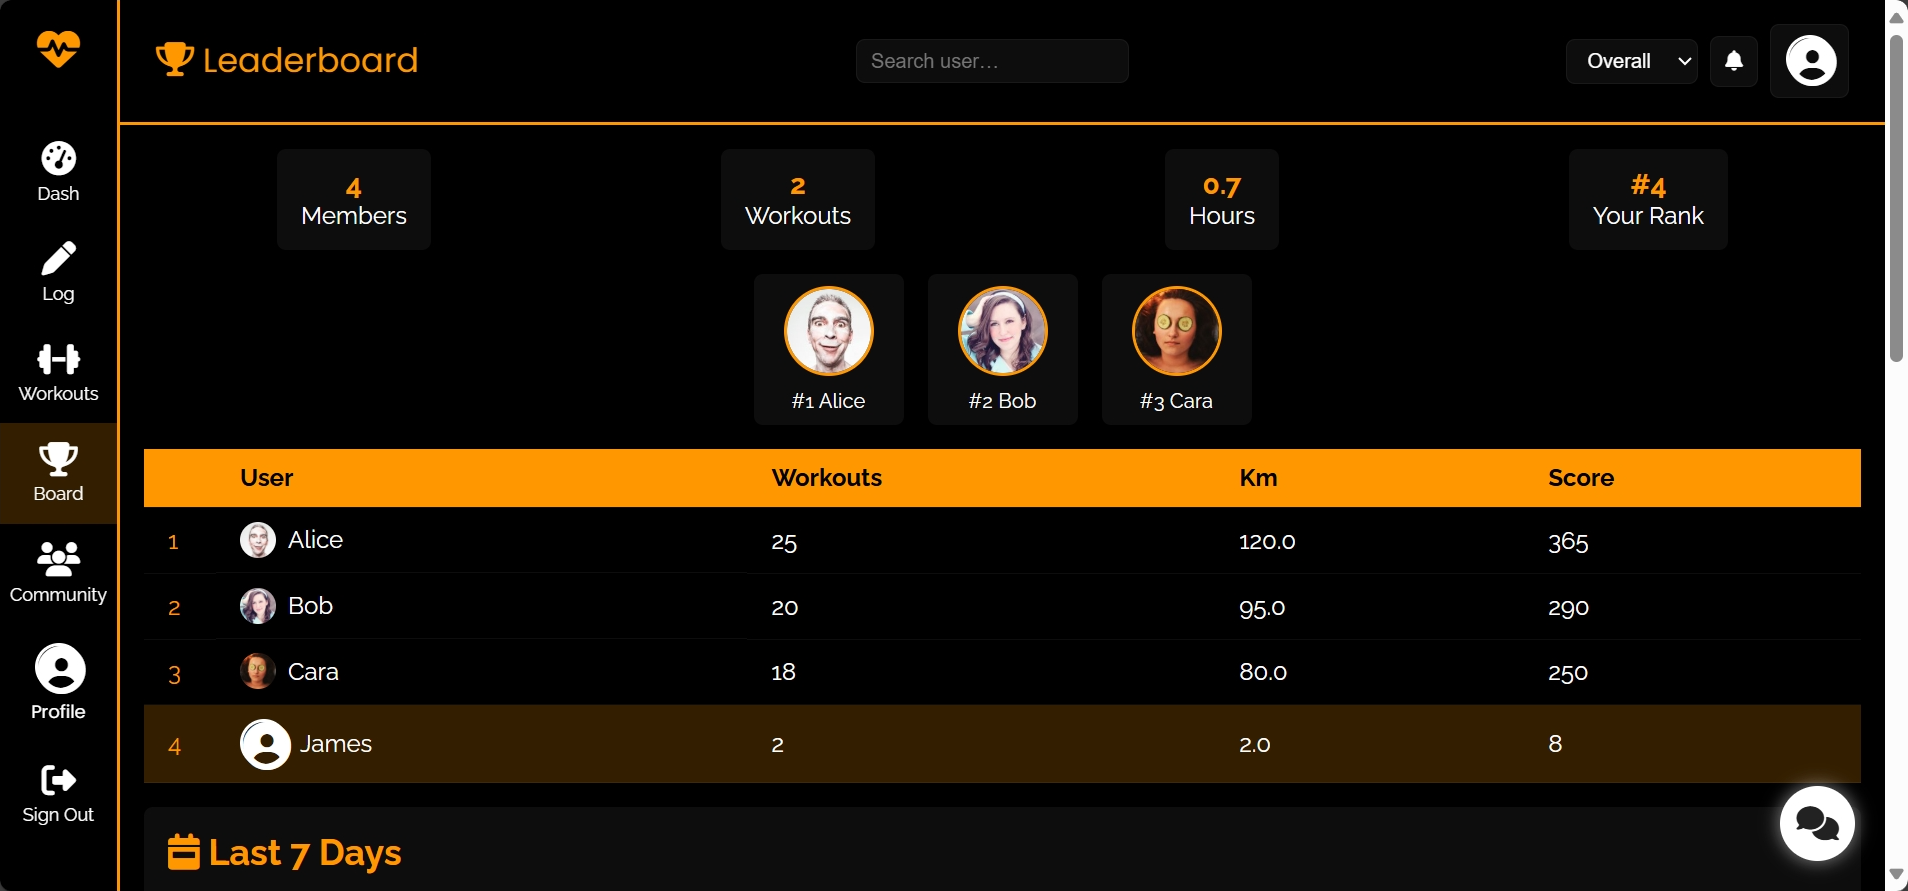 Leaderboard
Search user...
Overall
Dash
Log
Workouts
Board
Community
Profile
Sign Out
4
Members
2
Workouts
0.7
Hours
#4
Your Rank
#1 Alice
#2 Bob
#3 Cara
User Workouts Km Score
1 Alice 25 120.0 365
2 Bob 20 95.0 290
3 Cara 18 80.0 250
4 James 2 2.0 8
Last 7 Days